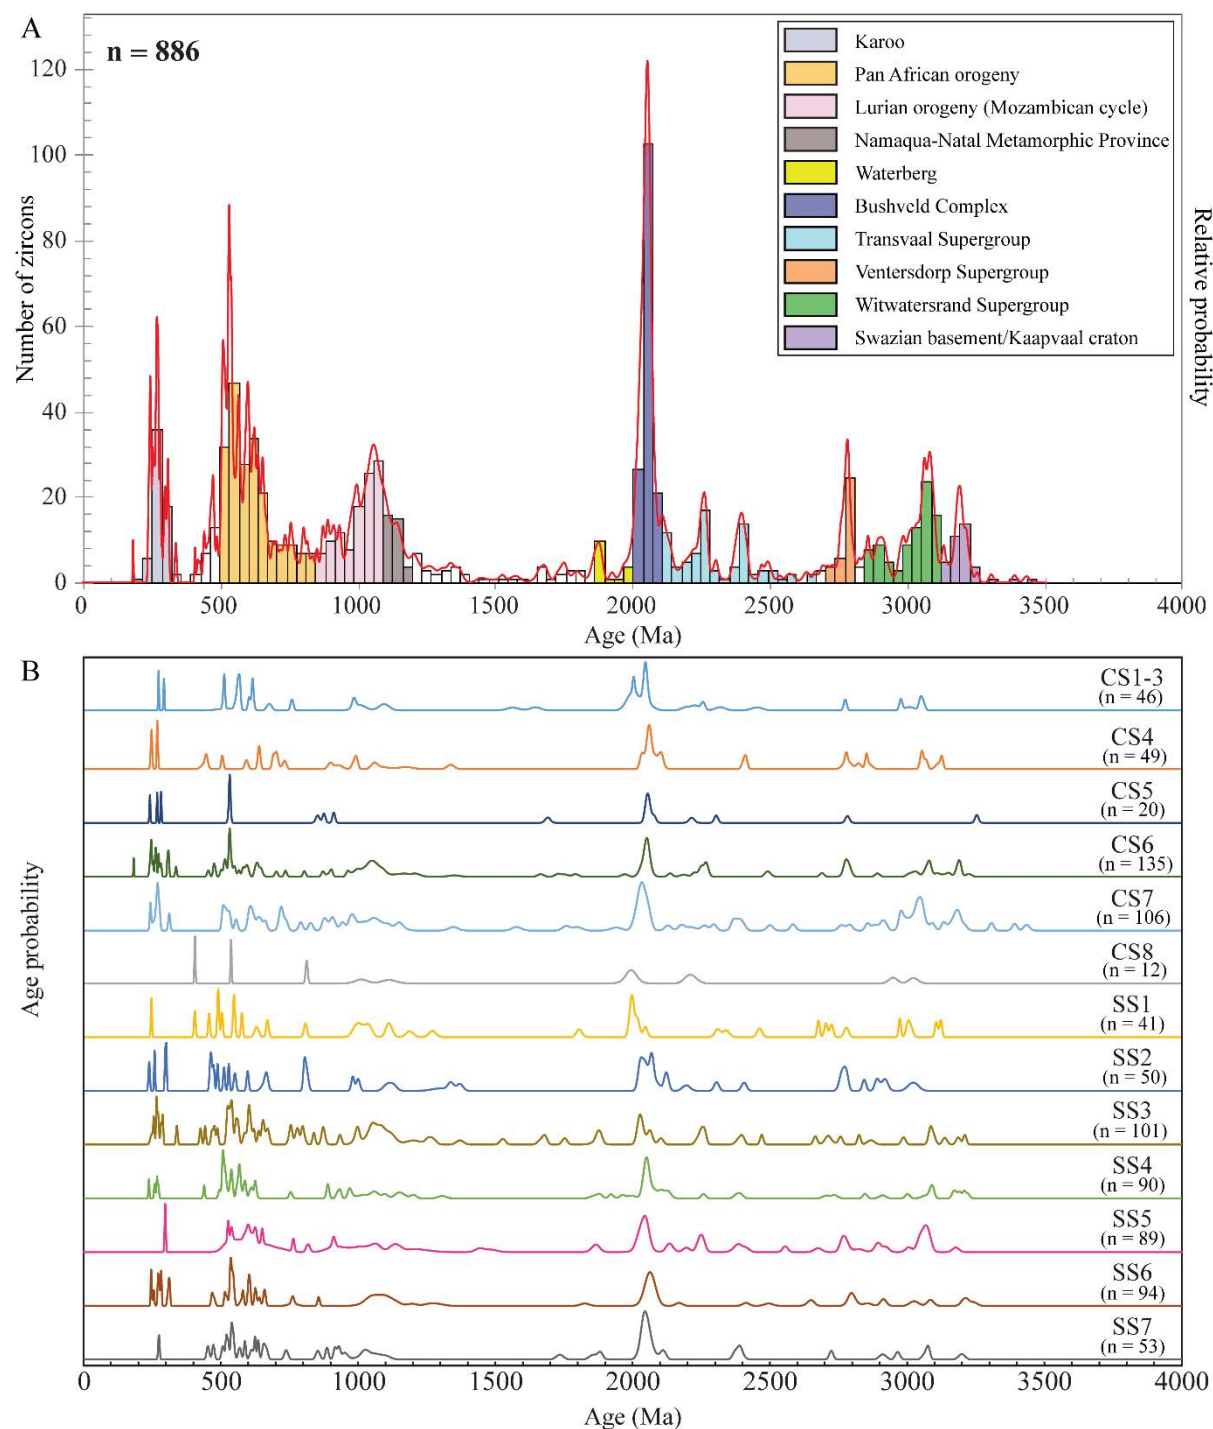 A
n = 886
Karoo
Pan African orogeny
Lurian orogeny (Mozambican cycle)
Namaqua-Natal Metamorphic Province
Waterberg
Bushveld Complex
Transvaal Supergroup
Ventersdorp Supergroup
Witwatersrand Supergroup
Swazian basement/Kaapvaal craton
Number of zircons
Relative probability
120
100
80
60
40
20
0
0 500 1000 1500 2000 2500 3000 3500 4000
Age (Ma)
B
Age probability
CS1-3
(n = 46)
CS4
(n = 49)
CS5
(n = 20)
CS6
(n = 135)
CS7
(n = 106)
CS8
(n = 12)
SS1
(n = 41)
SS2
(n = 50)
SS3
(n = 101)
SS4
(n = 90)
SS5
(n = 89)
SS6
(n = 94)
SS7
(n = 53)
0 500 1000 1500 2000 2500 3000 3500 4000
Age (Ma)